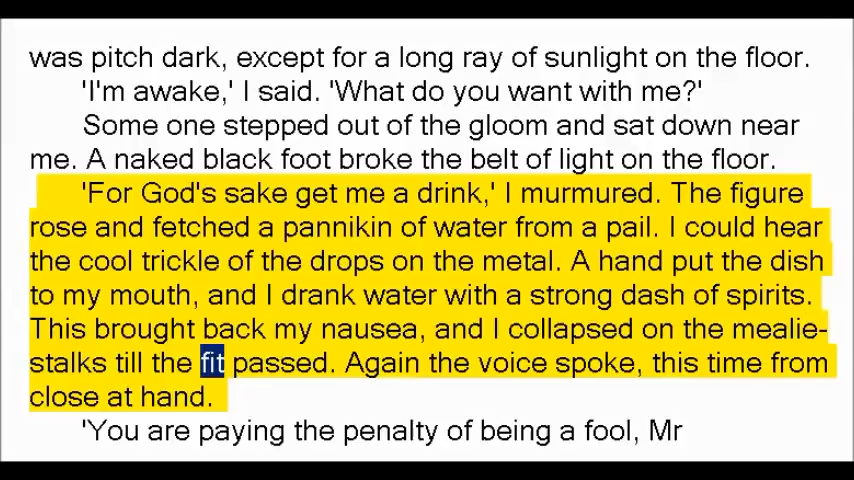 was pitch dark, except for a long ray of sunlight on the floor.
'I'm awake,' I said. 'What do you want with me?'
Some one stepped out of the gloom and sat down near
me. A naked black foot broke the belt of light on the floor.
'For God's sake get me a drink,' I murmured. The figure
rose and fetched a pannikin of water from a pail. I could hear
the cool trickle of the drops on the metal. A hand put the dish
to my mouth, and I drank water with a strong dash of spirits.
This brought back my nausea, and I collapsed on the mealie-
stalks till the fit passed. Again the voice spoke, this time from
close at hand.
'You are paying the penalty of being a fool, Mr